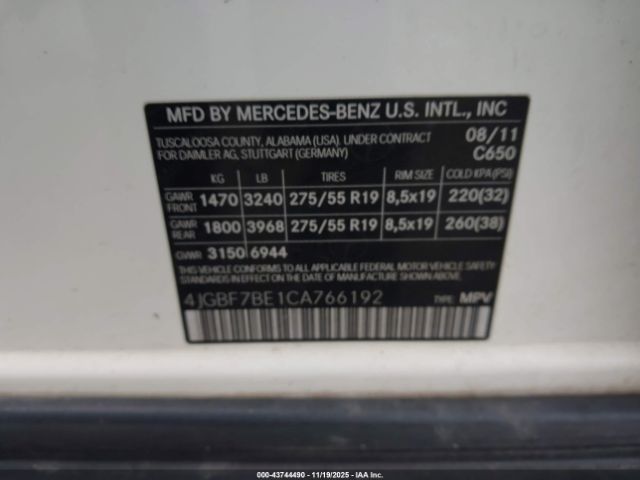 MFD BY MERCEDES-BENZ U.S. INTL., INC
TUSCALOOSA COUNTY, ALABAMA (USA). UNDER CONTRACT 08/11
FOR DAIMLER AG, STUTTGART (GERMANY) C650
KG LB TIRES RIM SIZE COLD KPA (PSI)
GAWR FRONT 1470 3240 275/55 R19 8,5x19 220(32)
GAWR REAR 1800 3968 275/55 R19 8,5x19 260(38)
GVWR 3150 6944
THIS VEHICLE CONFORMS TO ALL APPLICABLE FEDERAL MOTOR VEHICLE SAFETY
STANDARDS IN EFFECT ON THE DATE OF MANUFACTURE SHOWN ABOVE
4JGBF7BE1CA766192 TYPE: MPV
000-43744490 - 11/19/2025 - IAA Inc.